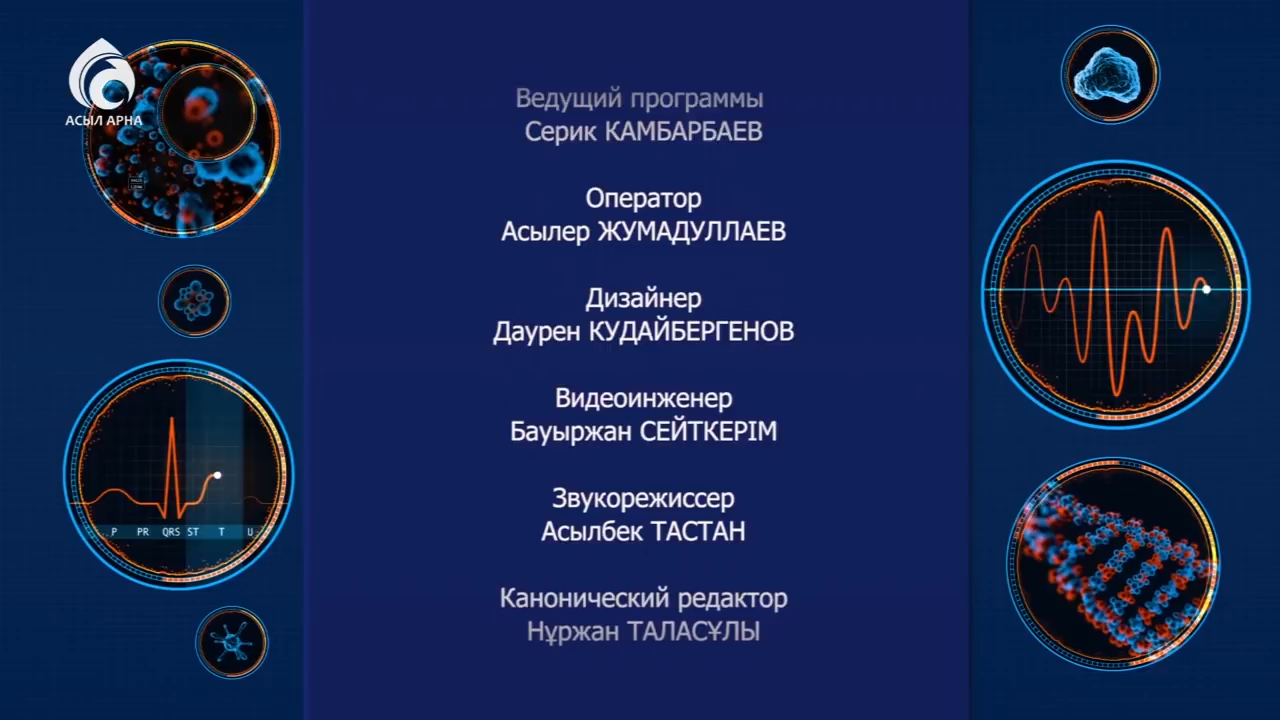 АСЫЛ АРНА
Ведущий программы
Серик КАМБАРБАЕВ
Оператор
Асылер ЖУМАДУЛЛАЕВ
Дизайнер
Даурен КУДАЙБЕРГЕНОВ
Видеоинженер
Бауыржан СЕЙТКЕРІМ
Звукорежиссер
Асылбек ТАСТАН
Канонический редактор
Нұржан ТАЛАСҰЛЫ
P PR QRS ST T U